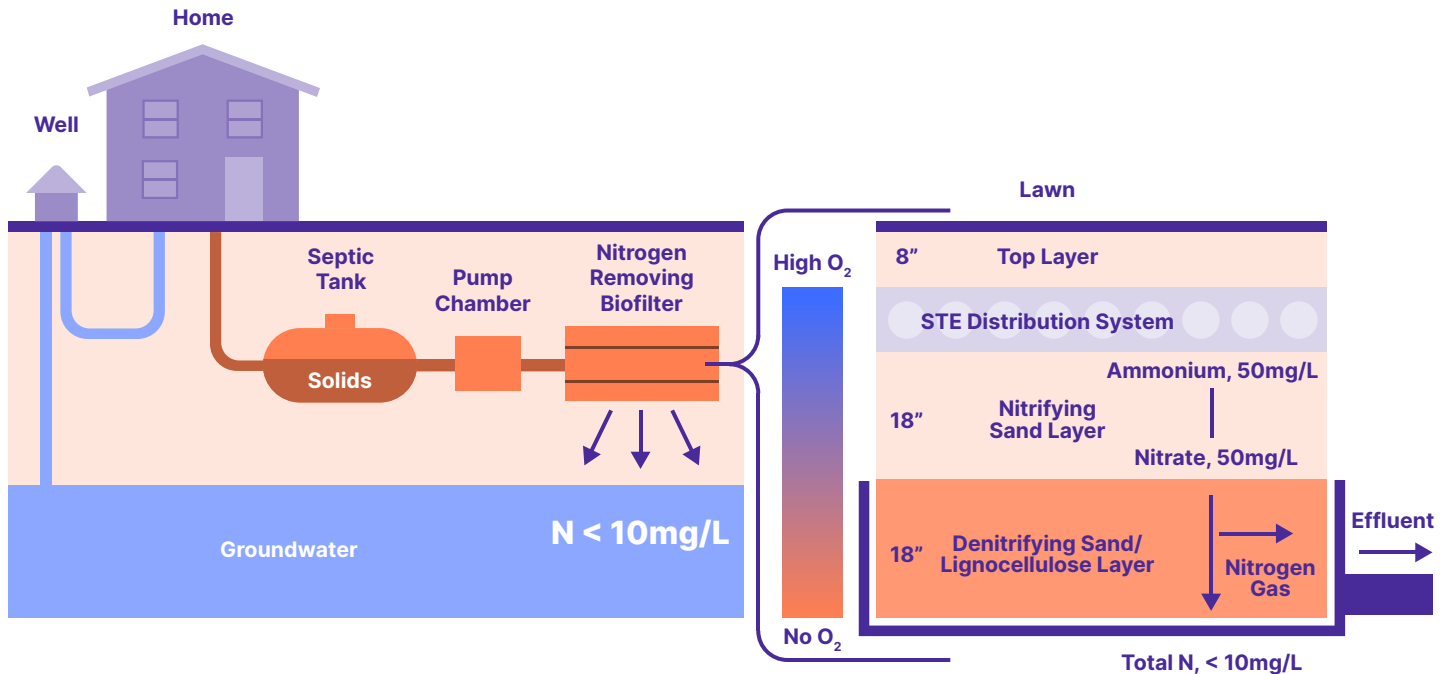 Home
Well
Septic
Tank
Pump
Chamber
Nitrogen
Removing
Biofilter
Solids
Groundwater
N < 10mg/L
High O₂
No O₂
Lawn
8”
Top Layer
STE Distribution System
Ammonium, 50mg/L
18”
Nitrifying
Sand Layer
Nitrate, 50mg/L
18”
Denitrifying Sand/
Lignocellulose Layer
Nitrogen
Gas
Effluent
Total N, < 10mg/L